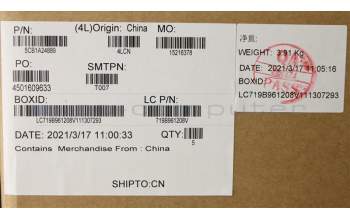 P/N:
(4L)Origin: China
MO:
4LCN
15216378
PO:
SMTPN:
4501609633
T007
BOXID:
LC P/N:
LC719B961208V111307293
719B961208V
DATE: 2021/3/17 11:00:33
QTY:
5
Contains Merchandise From : China
SHIPTO:CN
净重:
WEIGHT: 3.91 Kg
DATE: 2021/3/17 11:05:16
BOXID:
LC719B961208V111307293
PASS